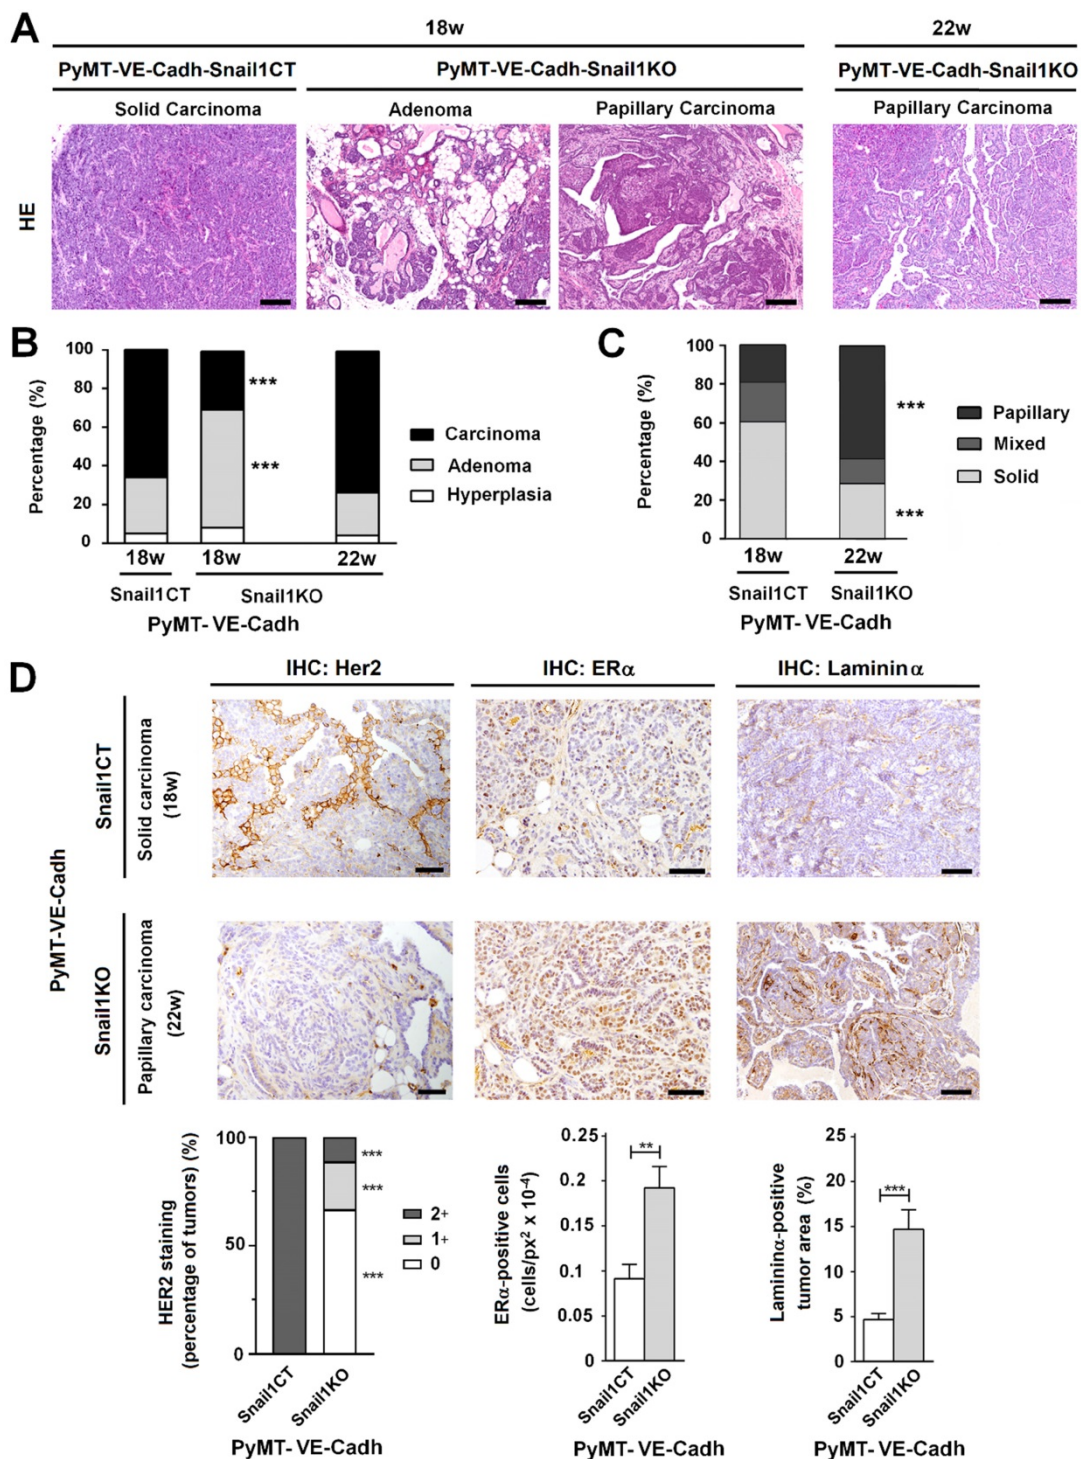 A
18w
22w
PyMT-VE-Cadh-Snail1CT
PyMT-VE-Cadh-Snail1KO
PyMT-VE-Cadh-Snail1KO
Solid Carcinoma
Adenoma
Papillary Carcinoma
Papillary Carcinoma
HE
B
Percentage (%)
100
80
60
40
20
0
***
***
Carcinoma
Adenoma
Hyperplasia
18w
18w
22w
Snail1CT
Snail1KO
PyMT- VE-Cadh
C
Percentage (%)
100
80
60
40
20
0
***
***
Papillary
Mixed
Solid
18w
22w
Snail1CT
Snail1KO
PyMT- VE-Cadh
D
IHC: Her2
IHC: ERα
IHC: Laminin α
PyMT-VE-Cadh
Snail1CT
Solid carcinoma
(18w)
Snail1KO
Papillary carcinoma
(22w)
HER2 staining
(percentage of tumors) (%)
100
50
0
***
***
***
2+
1+
0
Snail1CT
Snail1KO
PyMT- VE-Cadh
ERα-positive cells
(cells/px² x 10⁻⁴)
0.25
0.2
0.15
0.1
0.05
0
**
Snail1CT
Snail1KO
PyMT- VE-Cadh
Lamininα-positive
tumor area (%)
25
20
15
10
5
0
***
Snail1CT
Snail1KO
PyMT- VE-Cadh